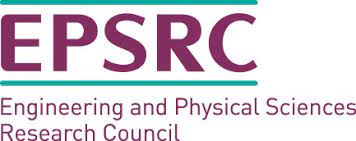 EPSRC
Engineering and Physical Sciences
Research Council